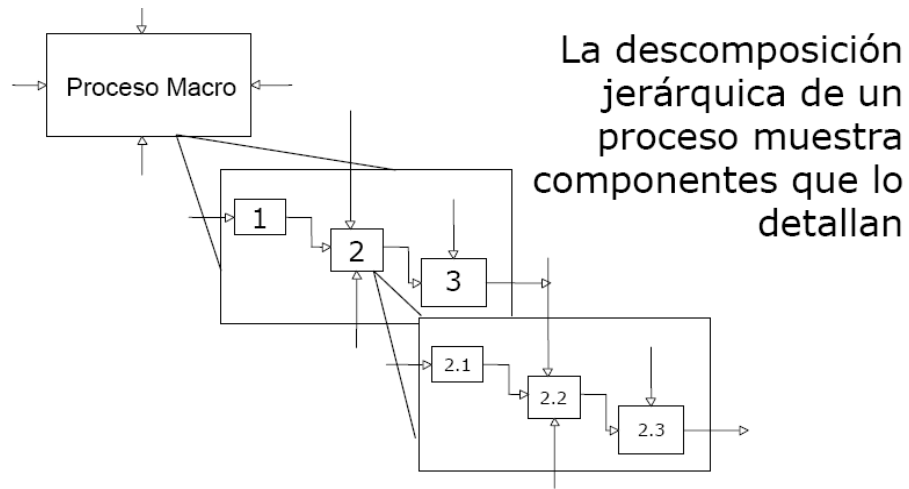 Proceso Macro
La descomposición
jerárquica de un
proceso muestra
componentes que lo
detallan
1
2
3
2.1
2.2
2.3